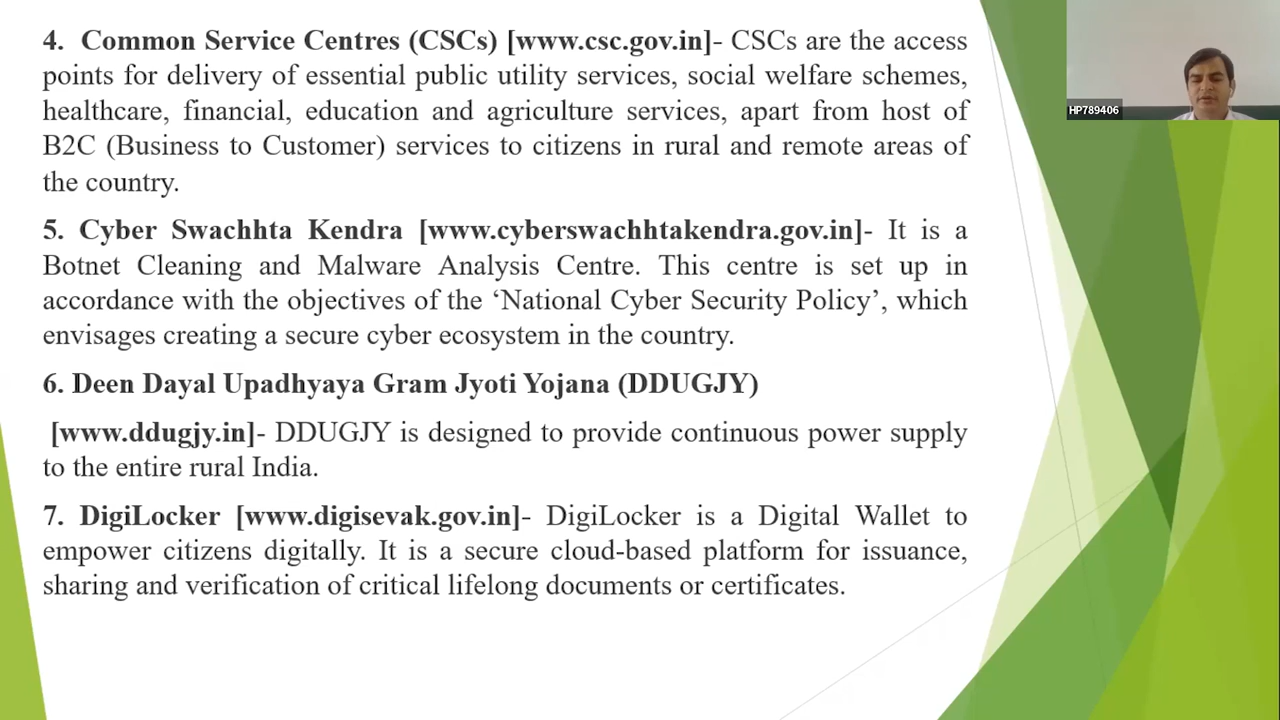 4. Common Service Centres (CSCs) [www.csc.gov.in]- CSCs are the access
points for delivery of essential public utility services, social welfare schemes,
healthcare, financial, education and agriculture services, apart from host of
B2C (Business to Customer) services to citizens in rural and remote areas of
the country.
5. Cyber Swachhta Kendra [www.cyberswachhtakendra.gov.in]- It is a
Botnet Cleaning and Malware Analysis Centre. This centre is set up in
accordance with the objectives of the ‘National Cyber Security Policy’, which
envisages creating a secure cyber ecosystem in the country.
6. Deen Dayal Upadhyaya Gram Jyoti Yojana (DDUGJY)
[www.ddugjy.in]- DDUGJY is designed to provide continuous power supply
to the entire rural India.
7. DigiLocker [www.digisevak.gov.in]- DigiLocker is a Digital Wallet to
empower citizens digitally. It is a secure cloud-based platform for issuance,
sharing and verification of critical lifelong documents or certificates.
HP789406